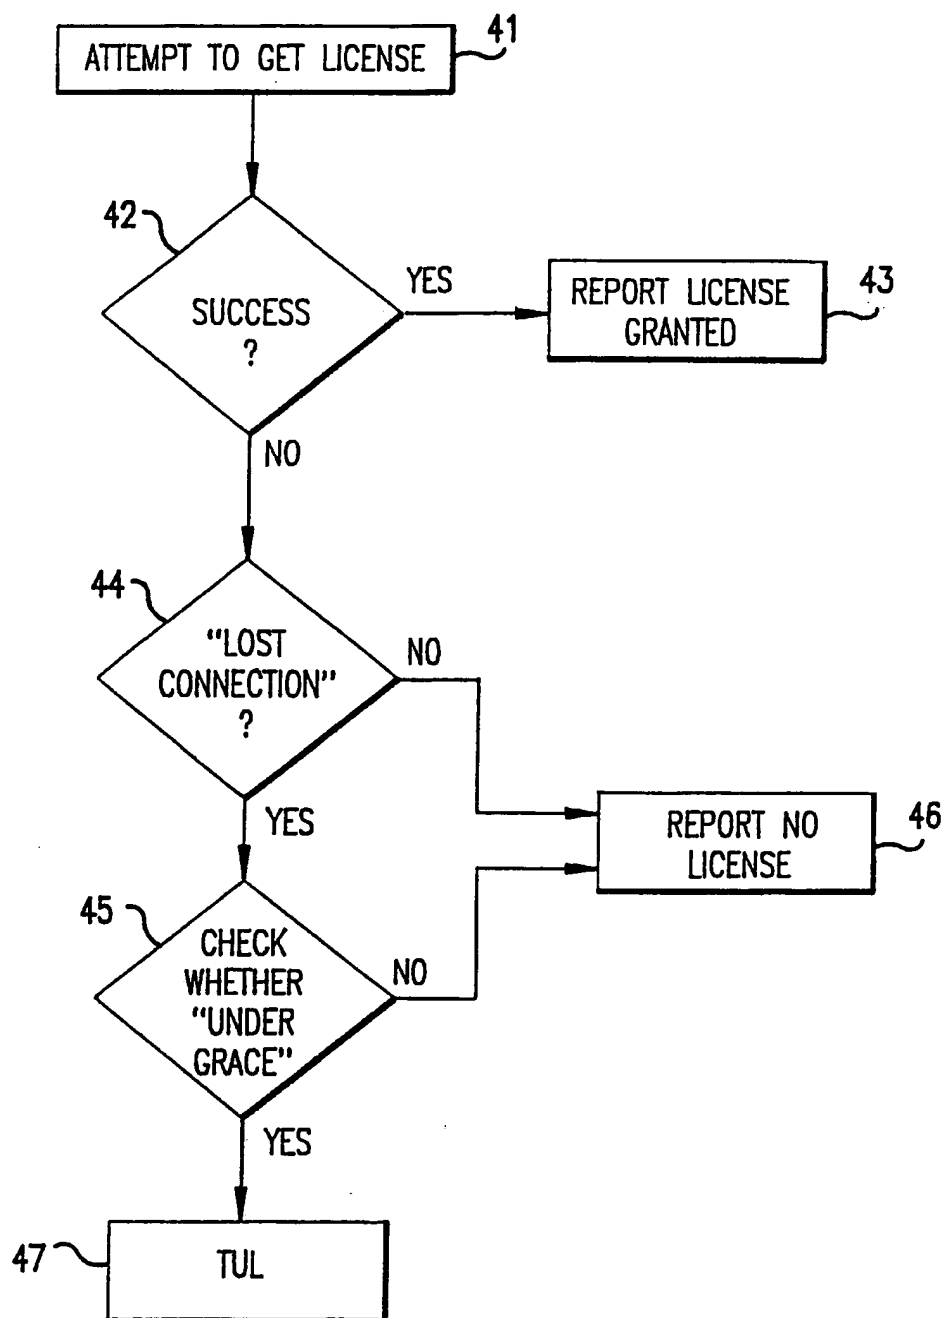 41
ATTEMPT TO GET LICENSE
42
SUCCESS
?
YES
REPORT LICENSE
GRANTED
43
NO
44
"LOST
CONNECTION"
?
NO
YES
REPORT NO
LICENSE
46
45
CHECK
WHETHER
"UNDER
GRACE"
NO
YES
47
TUL